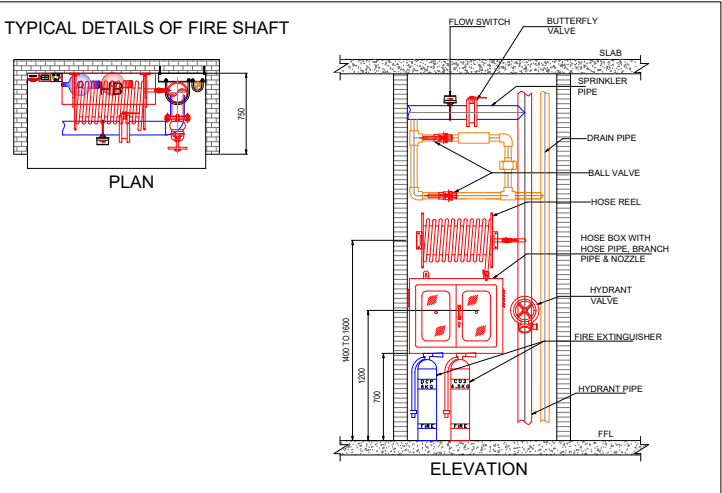 TYPICAL DETAILS OF FIRE SHAFT
750
PLAN
FLOW SWITCH
BUTTERFLY
VALVE
SLAB
SPRINKLER
PIPE
DRAIN PIPE
BALL VALVE
HOSE REEL
HOSE BOX WITH
HOSE PIPE, BRANCH
PIPE & NOZZLE
HYDRANT
VALVE
FIRE EXTINGUISHER
HYDRANT PIPE
FFL
1400 TO 1600
1200
700
DCP
6KG
FIRE
CO2
4.5KG
FIRE
ELEVATION